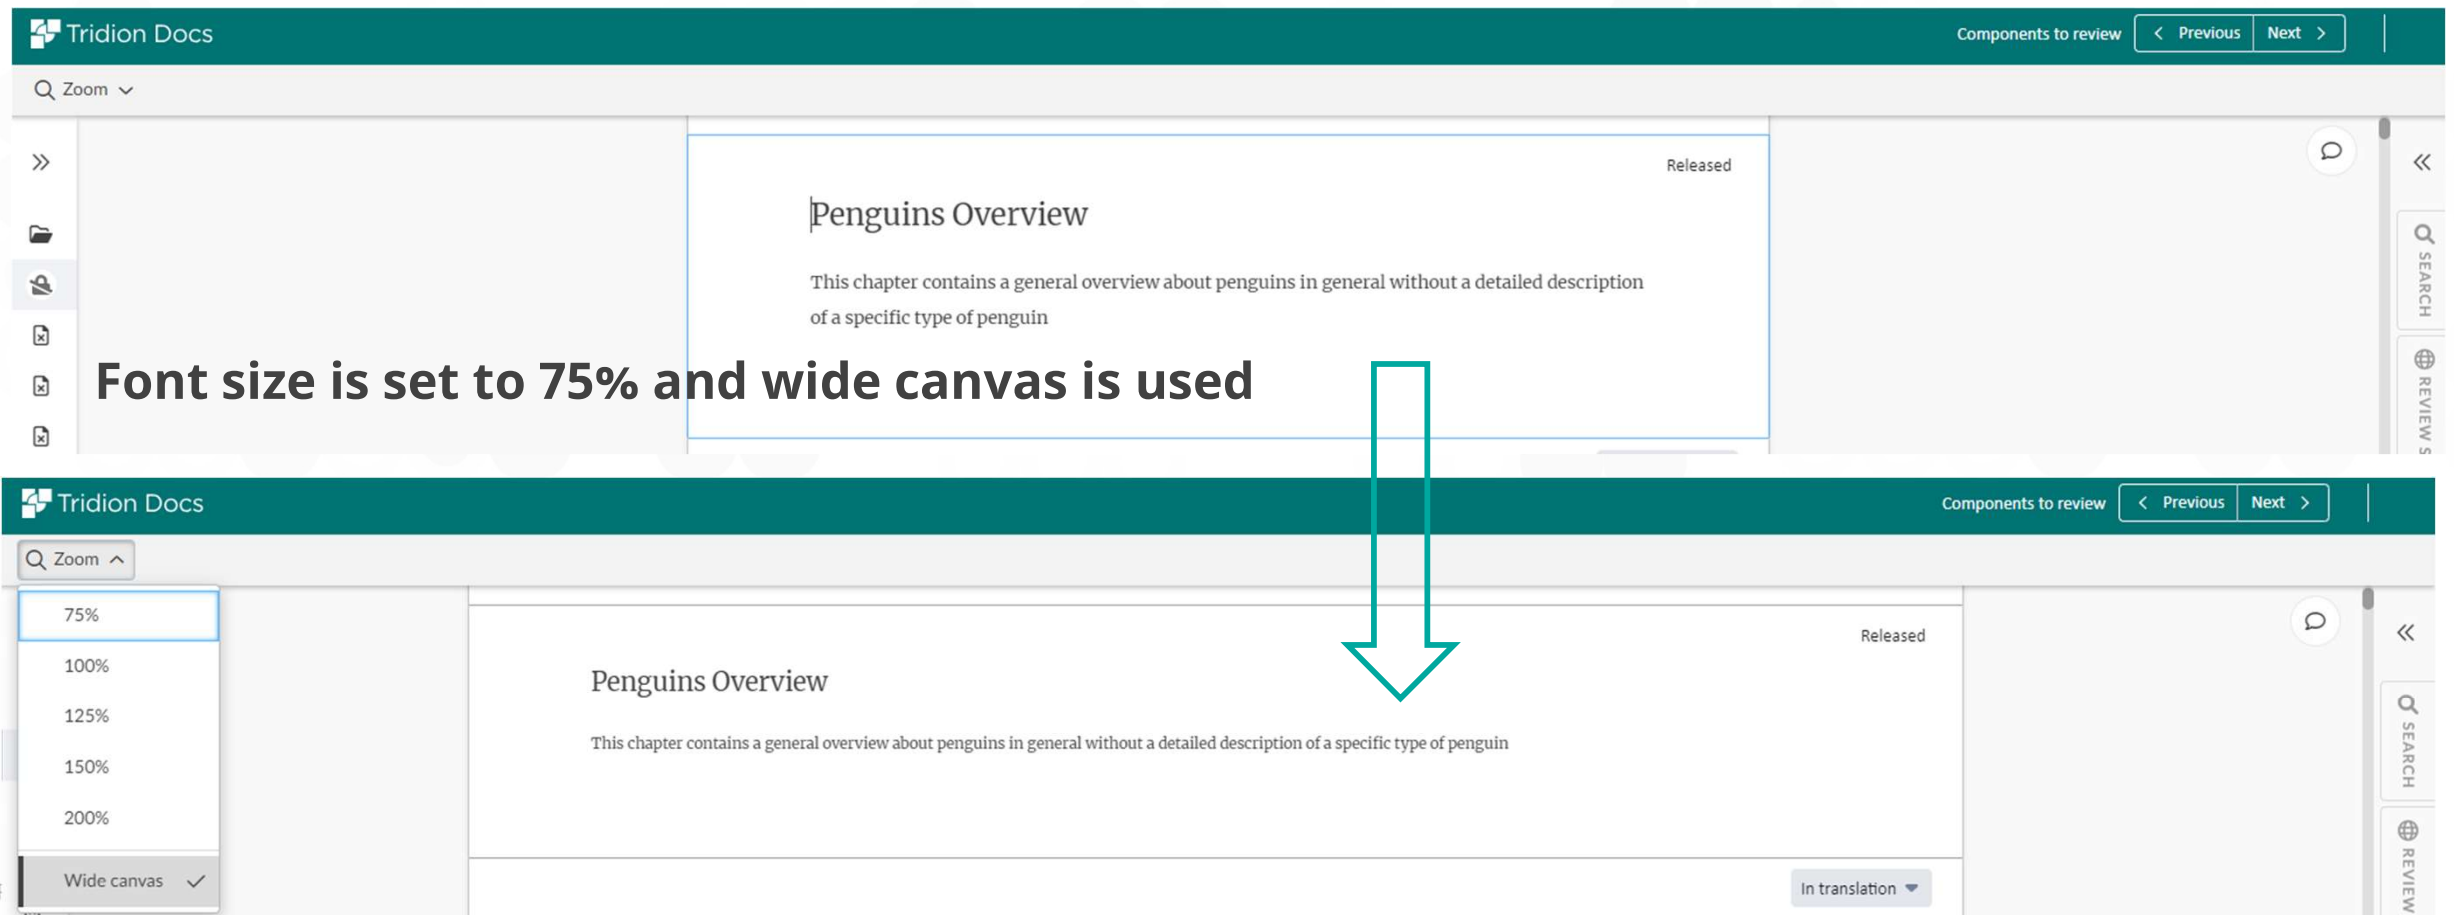 Tridion Docs
Components to review
Previous
Next
Zoom
Released
Penguins Overview
This chapter contains a general overview about penguins in general without a detailed description
of a specific type of penguin
SEARCH
REVIEW S
Font size is set to 75% and wide canvas is used
Tridion Docs
Components to review
Previous
Next
Zoom
75%
100%
125%
150%
200%
Wide canvas
Released
Penguins Overview
This chapter contains a general overview about penguins in general without a detailed description of a specific type of penguin
In translation
SEARCH
REVIEW